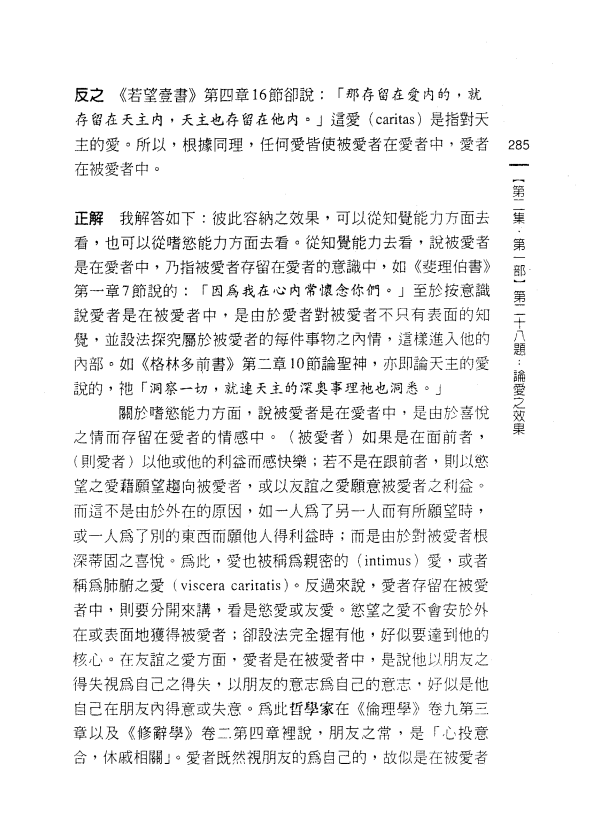 反之　《若望壹書》第四章16節卻說：「那存留在愛內的，就
存留在天主內，天主也存留在他內。」這愛（caritas）是指對天
主的愛。所以，根據同理，任何愛皆使被愛者在愛者中，愛者
在被愛者中。
正解　我解答如下：彼此容納之效果，可以從知覺能力方面去
看，也可以從嗜慾能力方面去看。從知覺能力去看，說被愛者
是在愛者中，乃指被愛者存留在愛者的意識中，如《斐理伯書》
第一章7節說的：「因爲我在心內常懷念你們。」至於按意識
說愛者是在被愛者中，是由於愛者對被愛者不只有表面的知
覺，並設法探究屬於被愛者的每件事物之內情，這樣進入他的
內部。如《格林多前書》第二章10節論聖神，亦即論天主的愛
說的，祂「洞察一切，就連天主的深奧事理祂也洞悉。」
關於嗜慾能力方面，說被愛者是在愛者中，是由於喜悅
之情而存留在愛者的情感中。（被愛者）如果是在面前者，
（則愛者）以他或他的利益而感快樂；若不是在跟前者，則以慾
望之愛藉願望趨向被愛者，或以友誼之愛願意被愛者之利益。
而這不是由於外在的原因，如一人爲了另一人而有所願望時，
或一人爲了別的東西而願他人得利益時；而是由於對被愛者根
深蒂固之喜悅。爲此，愛也被稱爲親密的（intimus）愛，或者
稱爲肺腑之愛（viscera caritatis）。反過來說，愛者存留在被愛
者中，則要分開來講，看是慾愛或友愛。慾望之愛不會安於外
在或表面地獲得被愛者；卻設法完全握有他，好似要達到他的
核心。在友誼之愛方面，愛者是在被愛者中，是說他以朋友之
得失視爲自己之得失，以朋友的意志爲自己的意志，好似是他
自己在朋友內得意或失意。爲此哲學家在《倫理學》卷九第三
章以及《修辭學》卷二第四章裡說，朋友之常，是「心投意
合，休戚相關」。愛者既然視朋友的爲自己的，故似是在被愛者
285
【第二集．第一部】第二十八題：論愛之效果